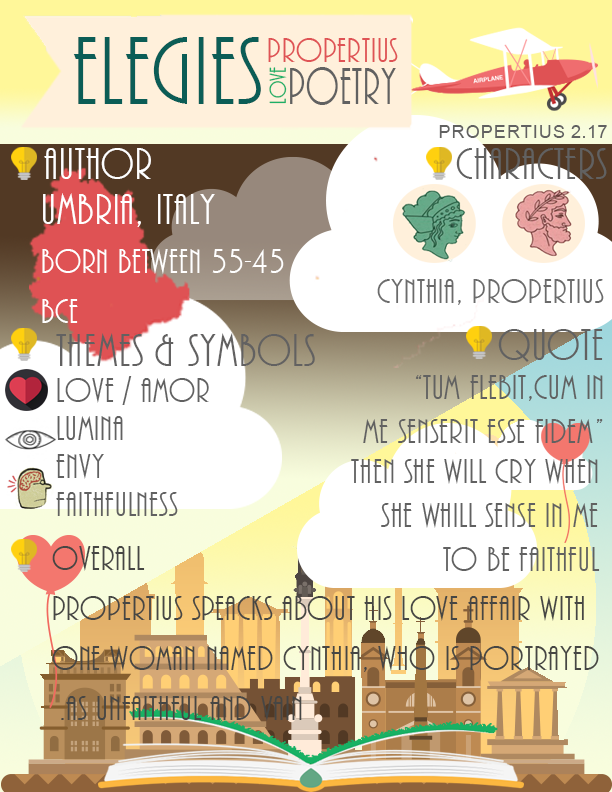 ELEGIES
PROPERTIUS
LOVE
POETRY
AIRPLANE
PROPERTIUS 2.17
AUTHOR
UMBRIA, ITALY
BORN BETWEEN 55-45
BCE
CHARACTERS
CYNTHIA, PROPERTIUS
THEMES & SYMBOLS
LOVE / AMOR
LUMINA
ENVY
FAITHFULNESS
QUOTE
“TUM FLEBIT,CUM IN
ME SENSERIT ESSE FIDEM”
THEN SHE WILL CRY WHEN
SHE WHILL SENSE IN ME
TO BE FAITHFUL
OVERALL
PROPERTIUS SPEACKS ABOUT HIS LOVE AFFAIR WITH
ONE WOMAN NAMED CYNTHIA, WHO IS PORTRAYED
.AS UNFAITHFUL AND VAIN